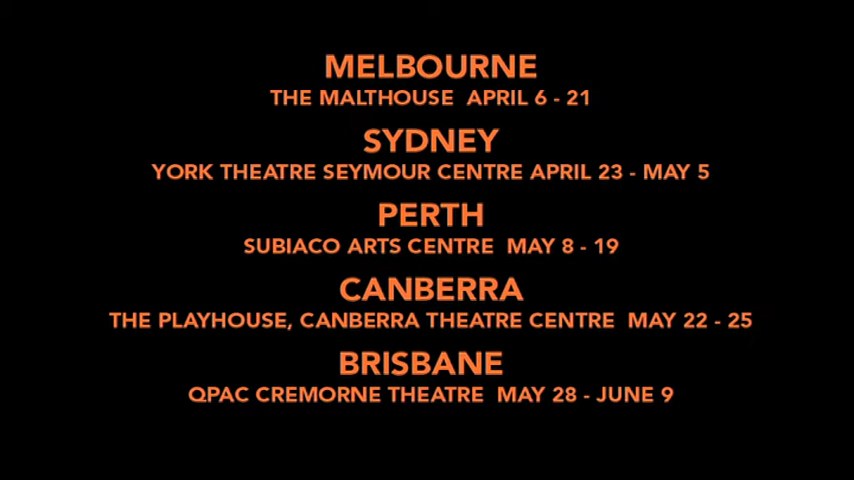 MELBOURNE
THE MALTHOUSE APRIL 6 - 21
SYDNEY
YORK THEATRE SEYMOUR CENTRE APRIL 23 - MAY 5
PERTH
SUBIACO ARTS CENTRE MAY 8 - 19
CANBERRA
THE PLAYHOUSE, CANBERRA THEATRE CENTRE MAY 22 - 25
BRISBANE
QPAC CREMORNE THEATRE MAY 28 - JUNE 9